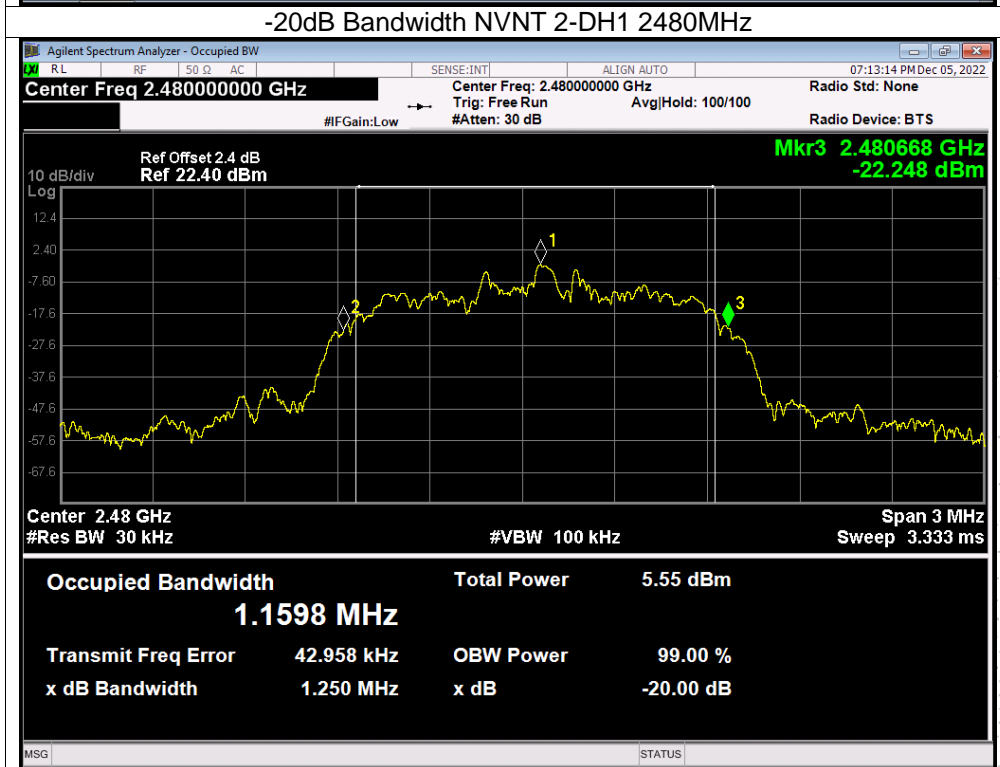 -20dB Bandwidth NVNT 2-DH1 2480MHz
Agilent Spectrum Analyzer - Occupied BW
LXI RL RF 50 Ω AC SENSE:INT ALIGN AUTO 07:13:14 PM Dec 05, 2022
Center Freq 2.480000000 GHz Center Freq: 2.480000000 GHz Radio Std: None
Trig: Free Run Avg|Hold: 100/100
#IFGain:Low #Atten: 30 dB Radio Device: BTS
Mkr3 2.480668 GHz
-22.248 dBm
Ref Offset 2.4 dB
10 dB/div Ref 22.40 dBm
Log
12.4
2.40
-7.60
-17.6
-27.6
-37.6
-47.6
-57.6
-67.6
1
2
3
Center 2.48 GHz Span 3 MHz
#Res BW 30 kHz #VBW 100 kHz Sweep 3.333 ms
Occupied Bandwidth Total Power 5.55 dBm
1.1598 MHz
Transmit Freq Error 42.958 kHz OBW Power 99.00 %
x dB Bandwidth 1.250 MHz x dB -20.00 dB
MSG STATUS